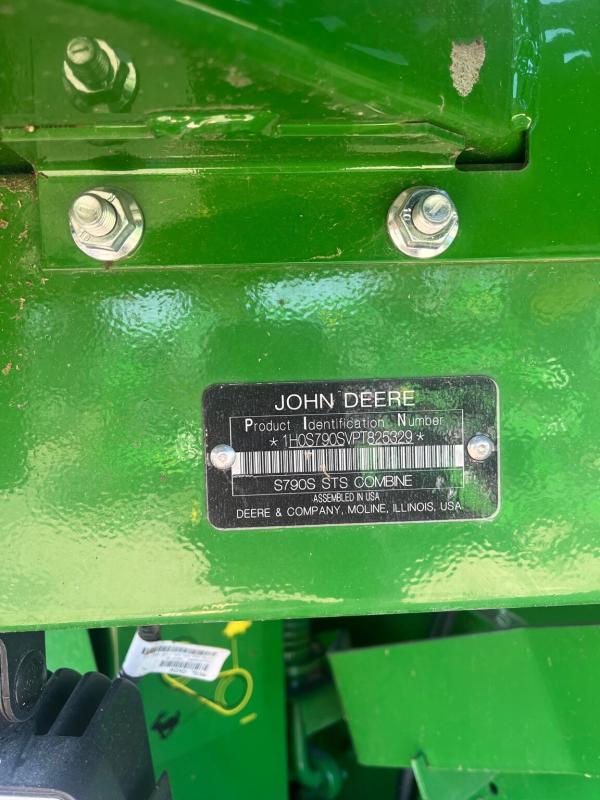 JOHN DEERE
Product Identification Number
*1H0S790SVPT825329*
S790S STS COMBINE
ASSEMBLED IN USA
DEERE & COMPANY, MOLINE, ILLINOIS, USA